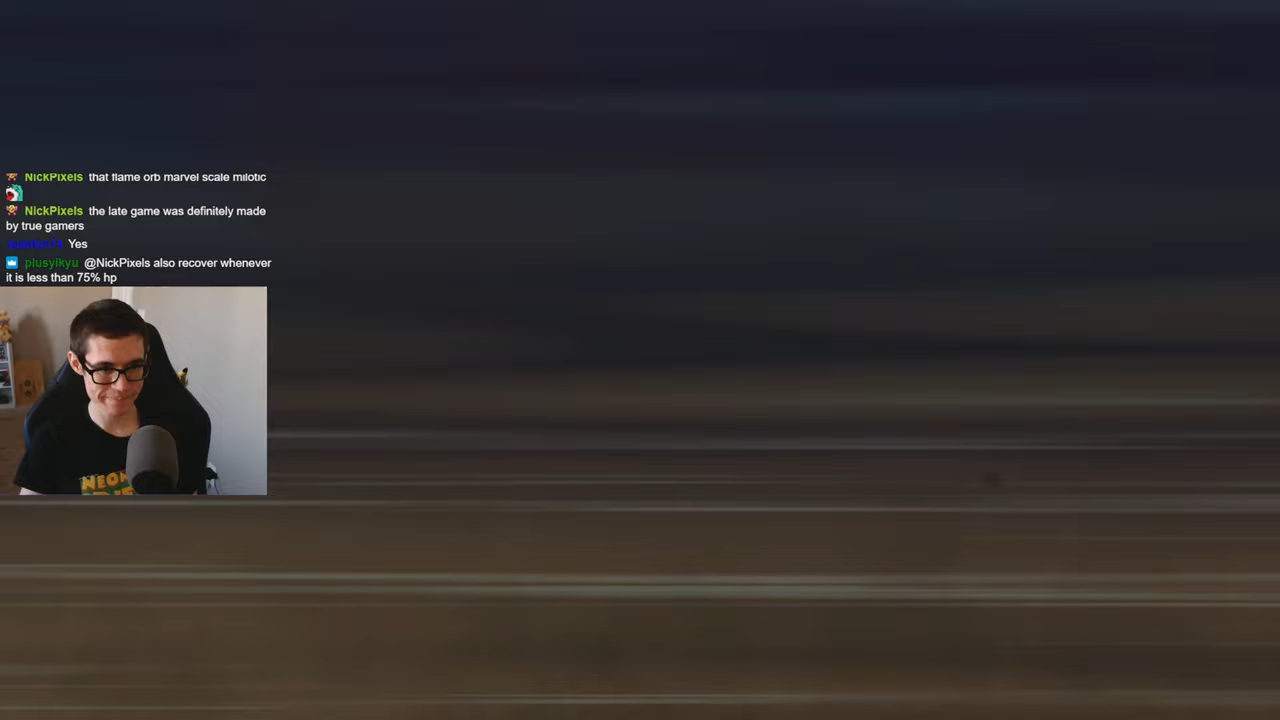 NickPixels that flame orb marvel scale milotic
NickPixels the late game was definitely made
by true gamers
Yes
plusylkyu @NickPixels also recover whenever
it is less than 75% hp
NEON